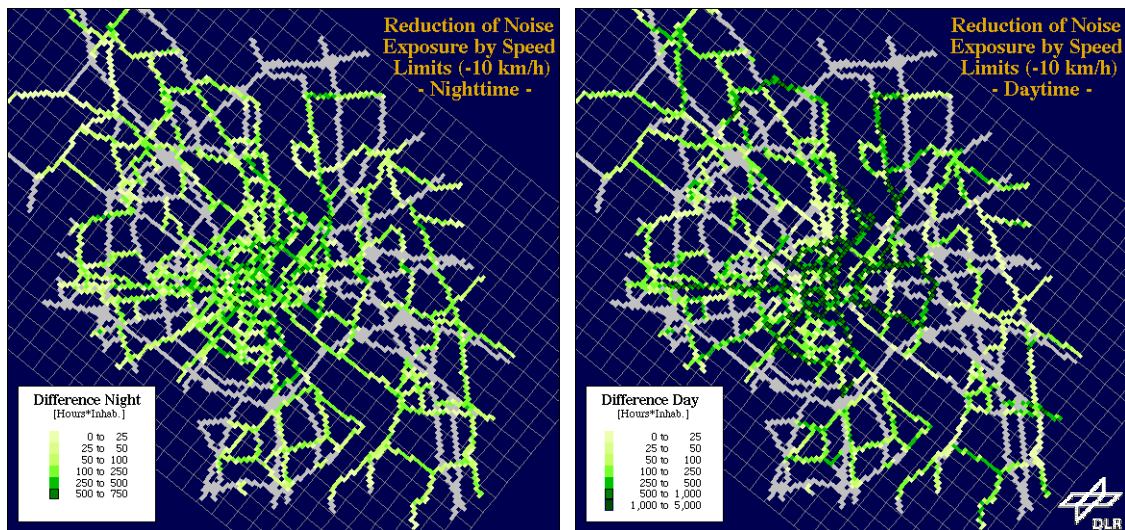 Reduction of Noise
Exposure by Speed
Limits (-10 km/h)
- Nighttime -
Difference Night
[Hours*Inhab.]
0 to 25
25 to 50
50 to 100
100 to 250
250 to 500
500 to 750
Reduction of Noise
Exposure by Speed
Limits (-10 km/h)
- Daytime -
Difference Day
[Hours*Inhab.]
0 to 25
25 to 50
50 to 100
100 to 250
250 to 500
500 to 1,000
1,000 to 5,000
DLR